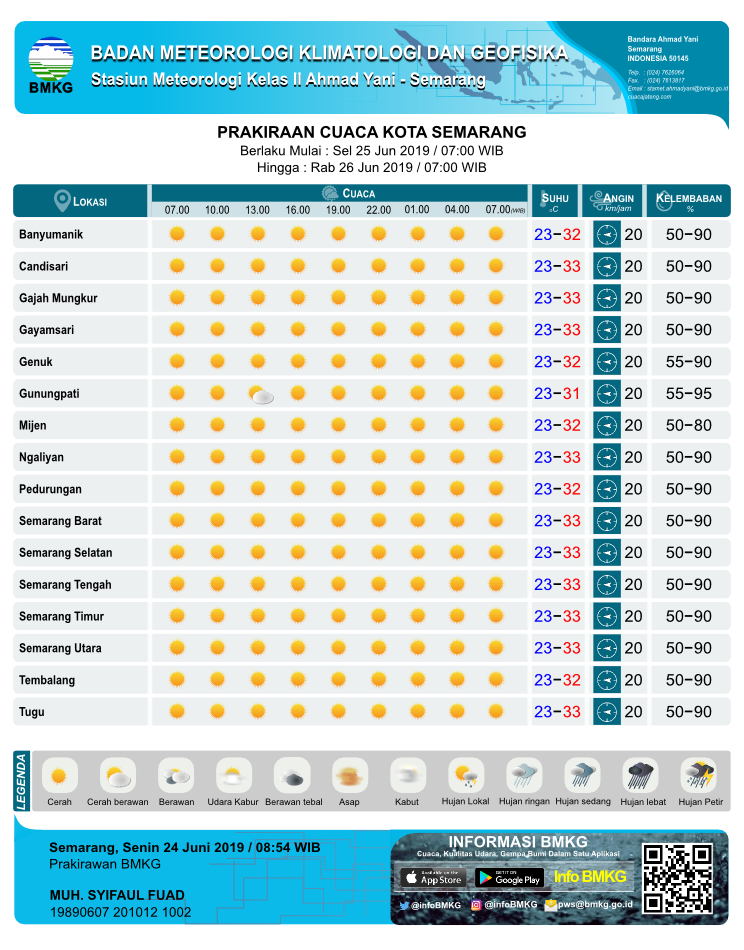 BMKG
BADAN METEOROLOGI KLIMATOLOGI DAN GEOFISIKA
Stasiun Meteorologi Kelas II Ahmad Yani - Semarang
Bandara Ahmad Yani
Semarang
INDONESIA 50145
Telp. : (024) 7626064
Fax. : (024) 7613817
Email : stamet.ahmadyani@bmkg.go.id
cuacajateng.com
PRAKIRAAN CUACA KOTA SEMARANG
Berlaku Mulai : Sel 25 Jun 2019 / 07:00 WIB
Hingga : Rab 26 Jun 2019 / 07:00 WIB
LOKASI CUACA SUHU °C ANGIN km/jam KELEMBABAN %
07.00 10.00 13.00 16.00 19.00 22.00 01.00 04.00 07.00 (WIB)
Banyumanik 23-32 20 50-90
Candisari 23-33 20 50-90
Gajah Mungkur 23-33 20 50-90
Gayamsari 23-33 20 50-90
Genuk 23-32 20 55-90
Gunungpati 23-31 20 55-95
Mijen 23-32 20 50-80
Ngaliyan 23-33 20 50-90
Pedurungan 23-32 20 50-90
Semarang Barat 23-33 20 50-90
Semarang Selatan 23-33 20 50-90
Semarang Tengah 23-33 20 50-90
Semarang Timur 23-33 20 50-90
Semarang Utara 23-33 20 50-90
Tembalang 23-32 20 50-90
Tugu 23-33 20 50-90
LEGENDA
Cerah Cerah berawan Berawan Udara Kabur Berawan tebal Asap Kabut Hujan Lokal Hujan ringan Hujan sedang Hujan lebat Hujan Petir
Semarang, Senin 24 Juni 2019 / 08:54 WIB
Prakirawan BMKG
MUH. SYIFAUL FUAD
19890607 201012 1002
INFORMASI BMKG
Cuaca, Kualitas Udara, Gempa Bumi Dalam Satu Aplikasi
Available on the App Store
GET IT ON Google Play
Info BMKG
@infoBMKG @infoBMKG pws@bmkg.go.id